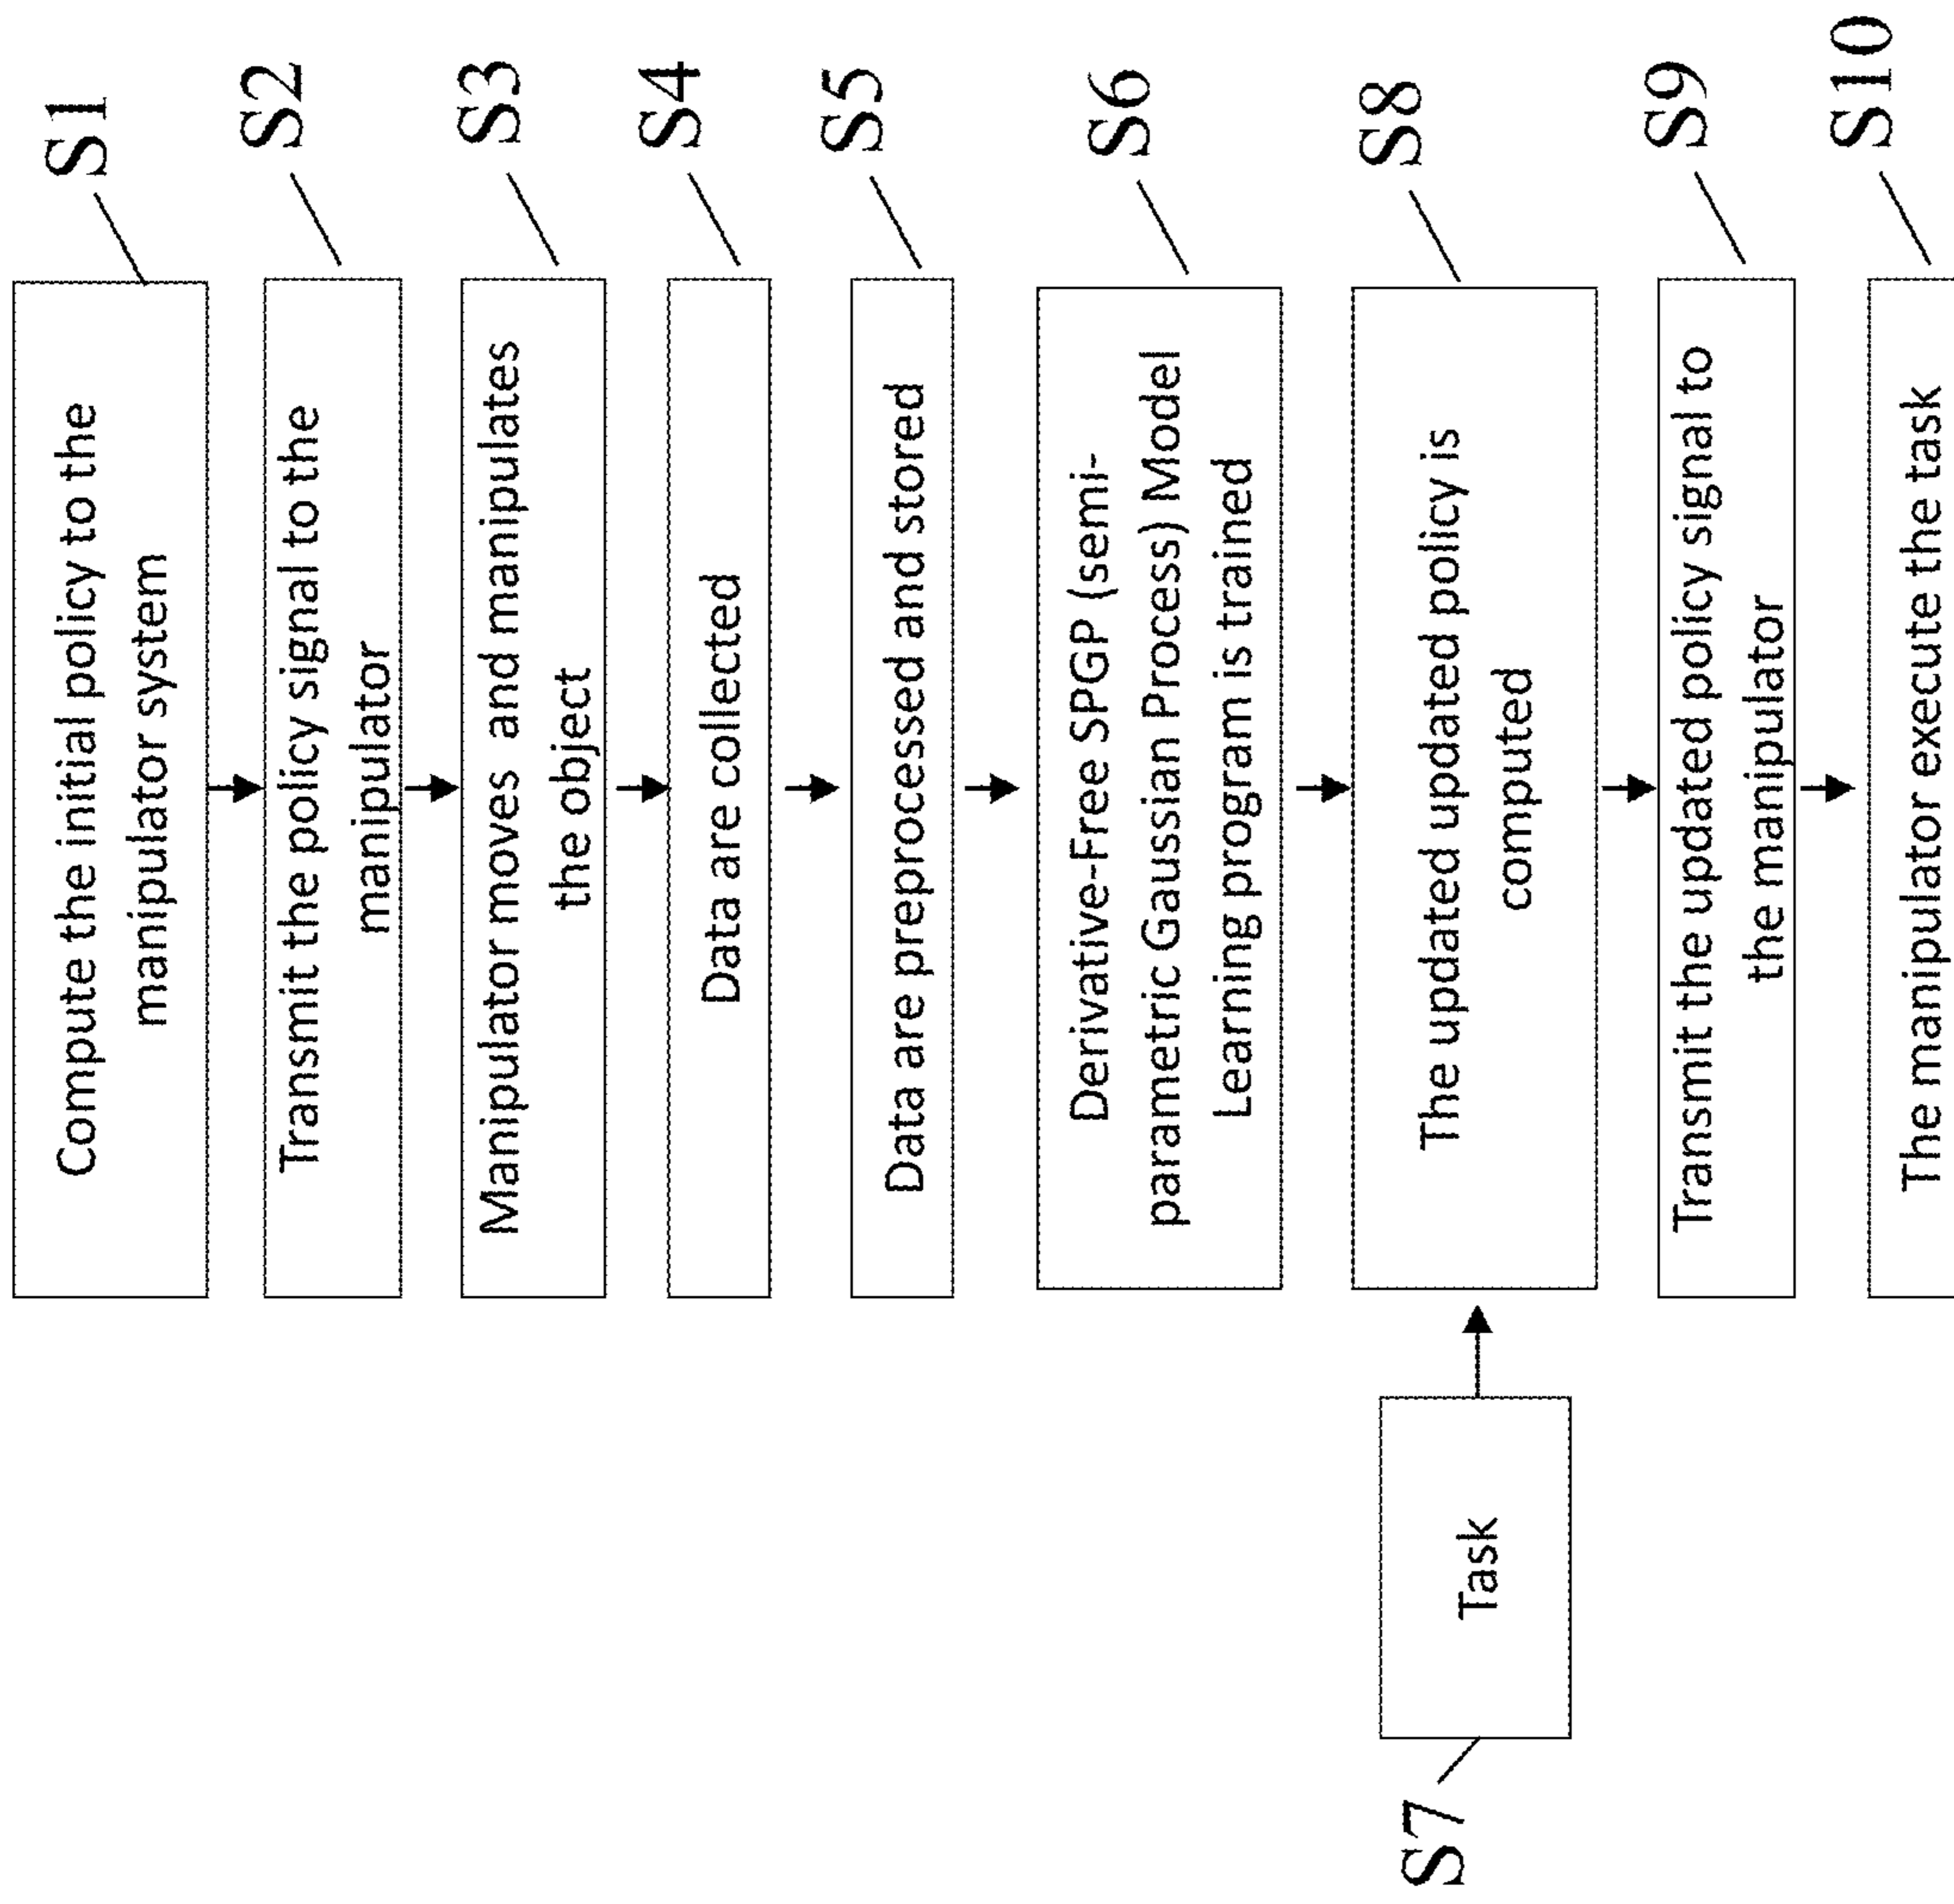 S1
Compute the initial policy to the
manipulator system
S2
Transmit the policy signal to the
manipulator
S3
Manipulator moves and manipulates
the object
S4
Data are collected
S5
Data are preprocessed and stored
S6
Derivative-Free SPGP (semi-
parametric Gaussian Process) Model
Learning program is trained
S7
Task
S8
The updated updated policy is
computed
S9
Transmit the updated policy signal to
the manipulator
S10
The manipulator execute the task